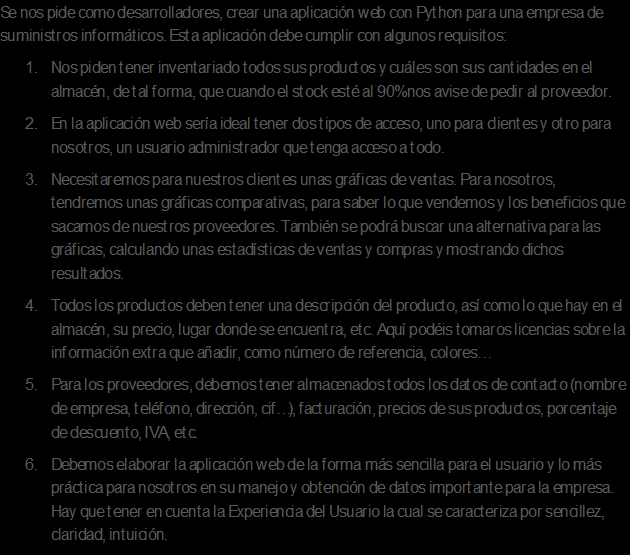 Se nos pide como desarrolladores, crear una aplicación web con Python para una empresa de
suministros informáticos. Esta aplicación debe cumplir con algunos requisitos:
1. Nos piden tener inventariado todos sus productos y cuáles son sus cantidades en el
almacén, de tal forma, que cuando el stock esté al 90%nos avise de pedir al proveedor.
2. En la aplicación web sería ideal tener dos tipos de acceso, uno para clientes y otro para
nosotros, un usuario administrador que tenga acceso a todo.
3. Necesitaremos para nuestros clientes unas gráficas de ventas. Para nosotros,
tendremos unas gráficas comparativas, para saber lo que vendemos y los beneficios que
sacamos de nuestros proveedores. También se podrá buscar una alternativa para las
gráficas, calculando unas estadísticas de ventas y compras y mostrando dichos
resultados.
4. Todos los productos deben tener una descripción del producto, así como lo que hay en el
almacén, su precio, lugar donde se encuentra, etc. Aquí podéis tomaros licencias sobre la
información extra que añadir, como número de referencia, colores…
5. Para los proveedores, debemos tener almacenados todos los datos de contacto (nombre
de empresa, teléfono, dirección, cif…), facturación, precios de sus productos, porcentaje
de descuento, IVA, etc.
6. Debemos elaborar la aplicación web de la forma más sencilla para el usuario y lo más
práctica para nosotros en su manejo y obtención de datos importante para la empresa.
Hay que tener en cuenta la Experiencia del Usuario la cual se caracteriza por sencillez,
claridad, intuición.